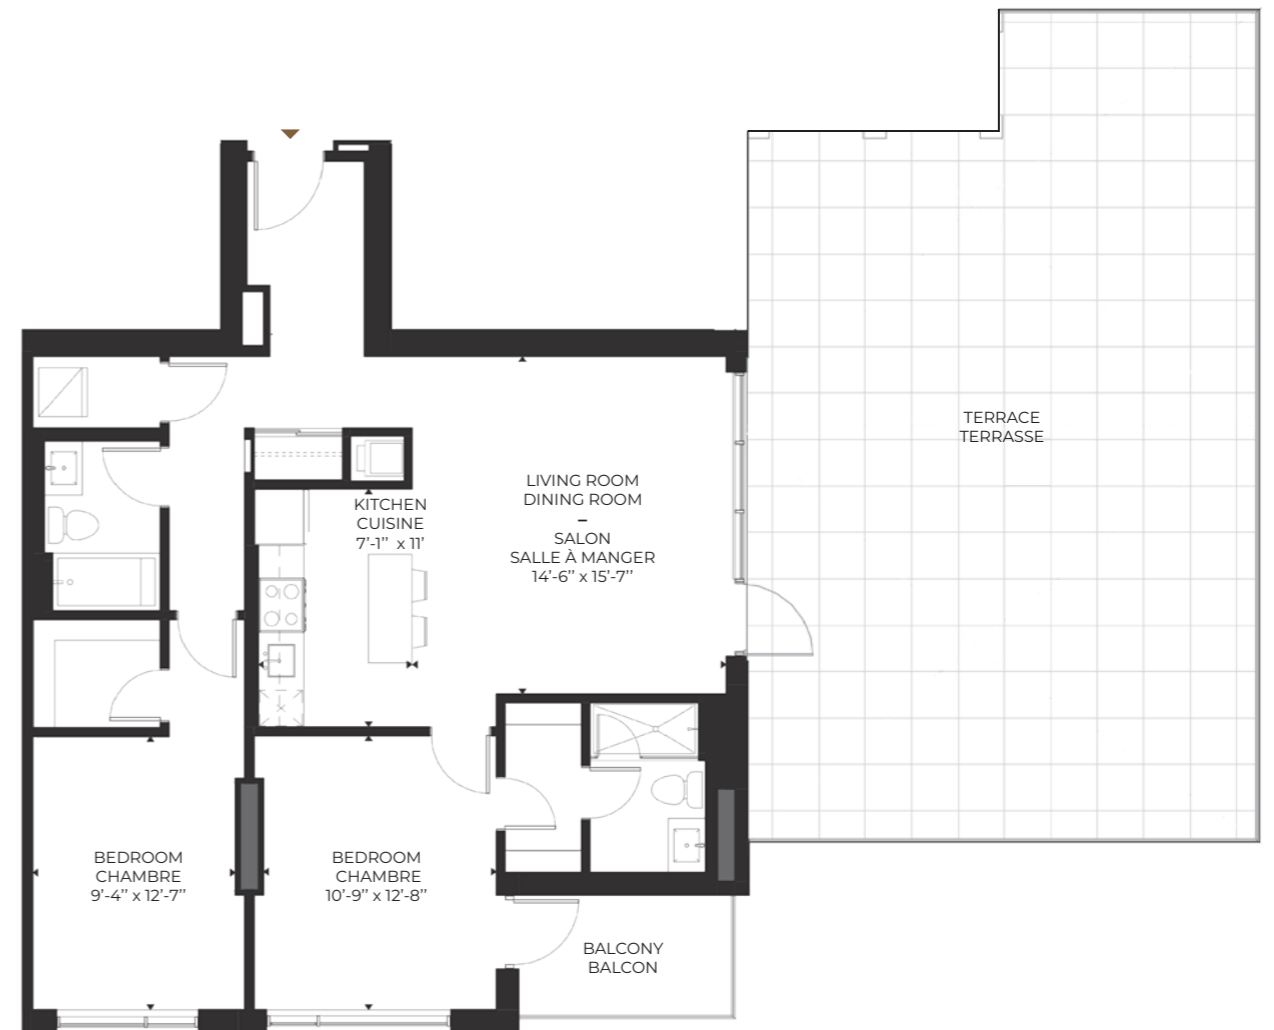 TERRACE
TERRASSE
LIVING ROOM
DINING ROOM
–
SALON
SALLE À MANGER
14'-6'' x 15'-7''
KITCHEN
CUISINE
7'-1'' x 11'
BEDROOM
CHAMBRE
9'-4'' x 12'-7''
BEDROOM
CHAMBRE
10'-9'' x 12'-8''
BALCONY
BALCON